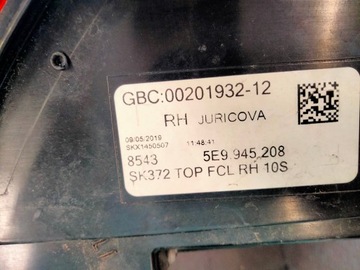 GBC:00201932-12
RH JURICOVA
09/05/2019 11:48:41
SKX1450507
8543 5E9.945.208
SK372 TOP FCL RH 10S